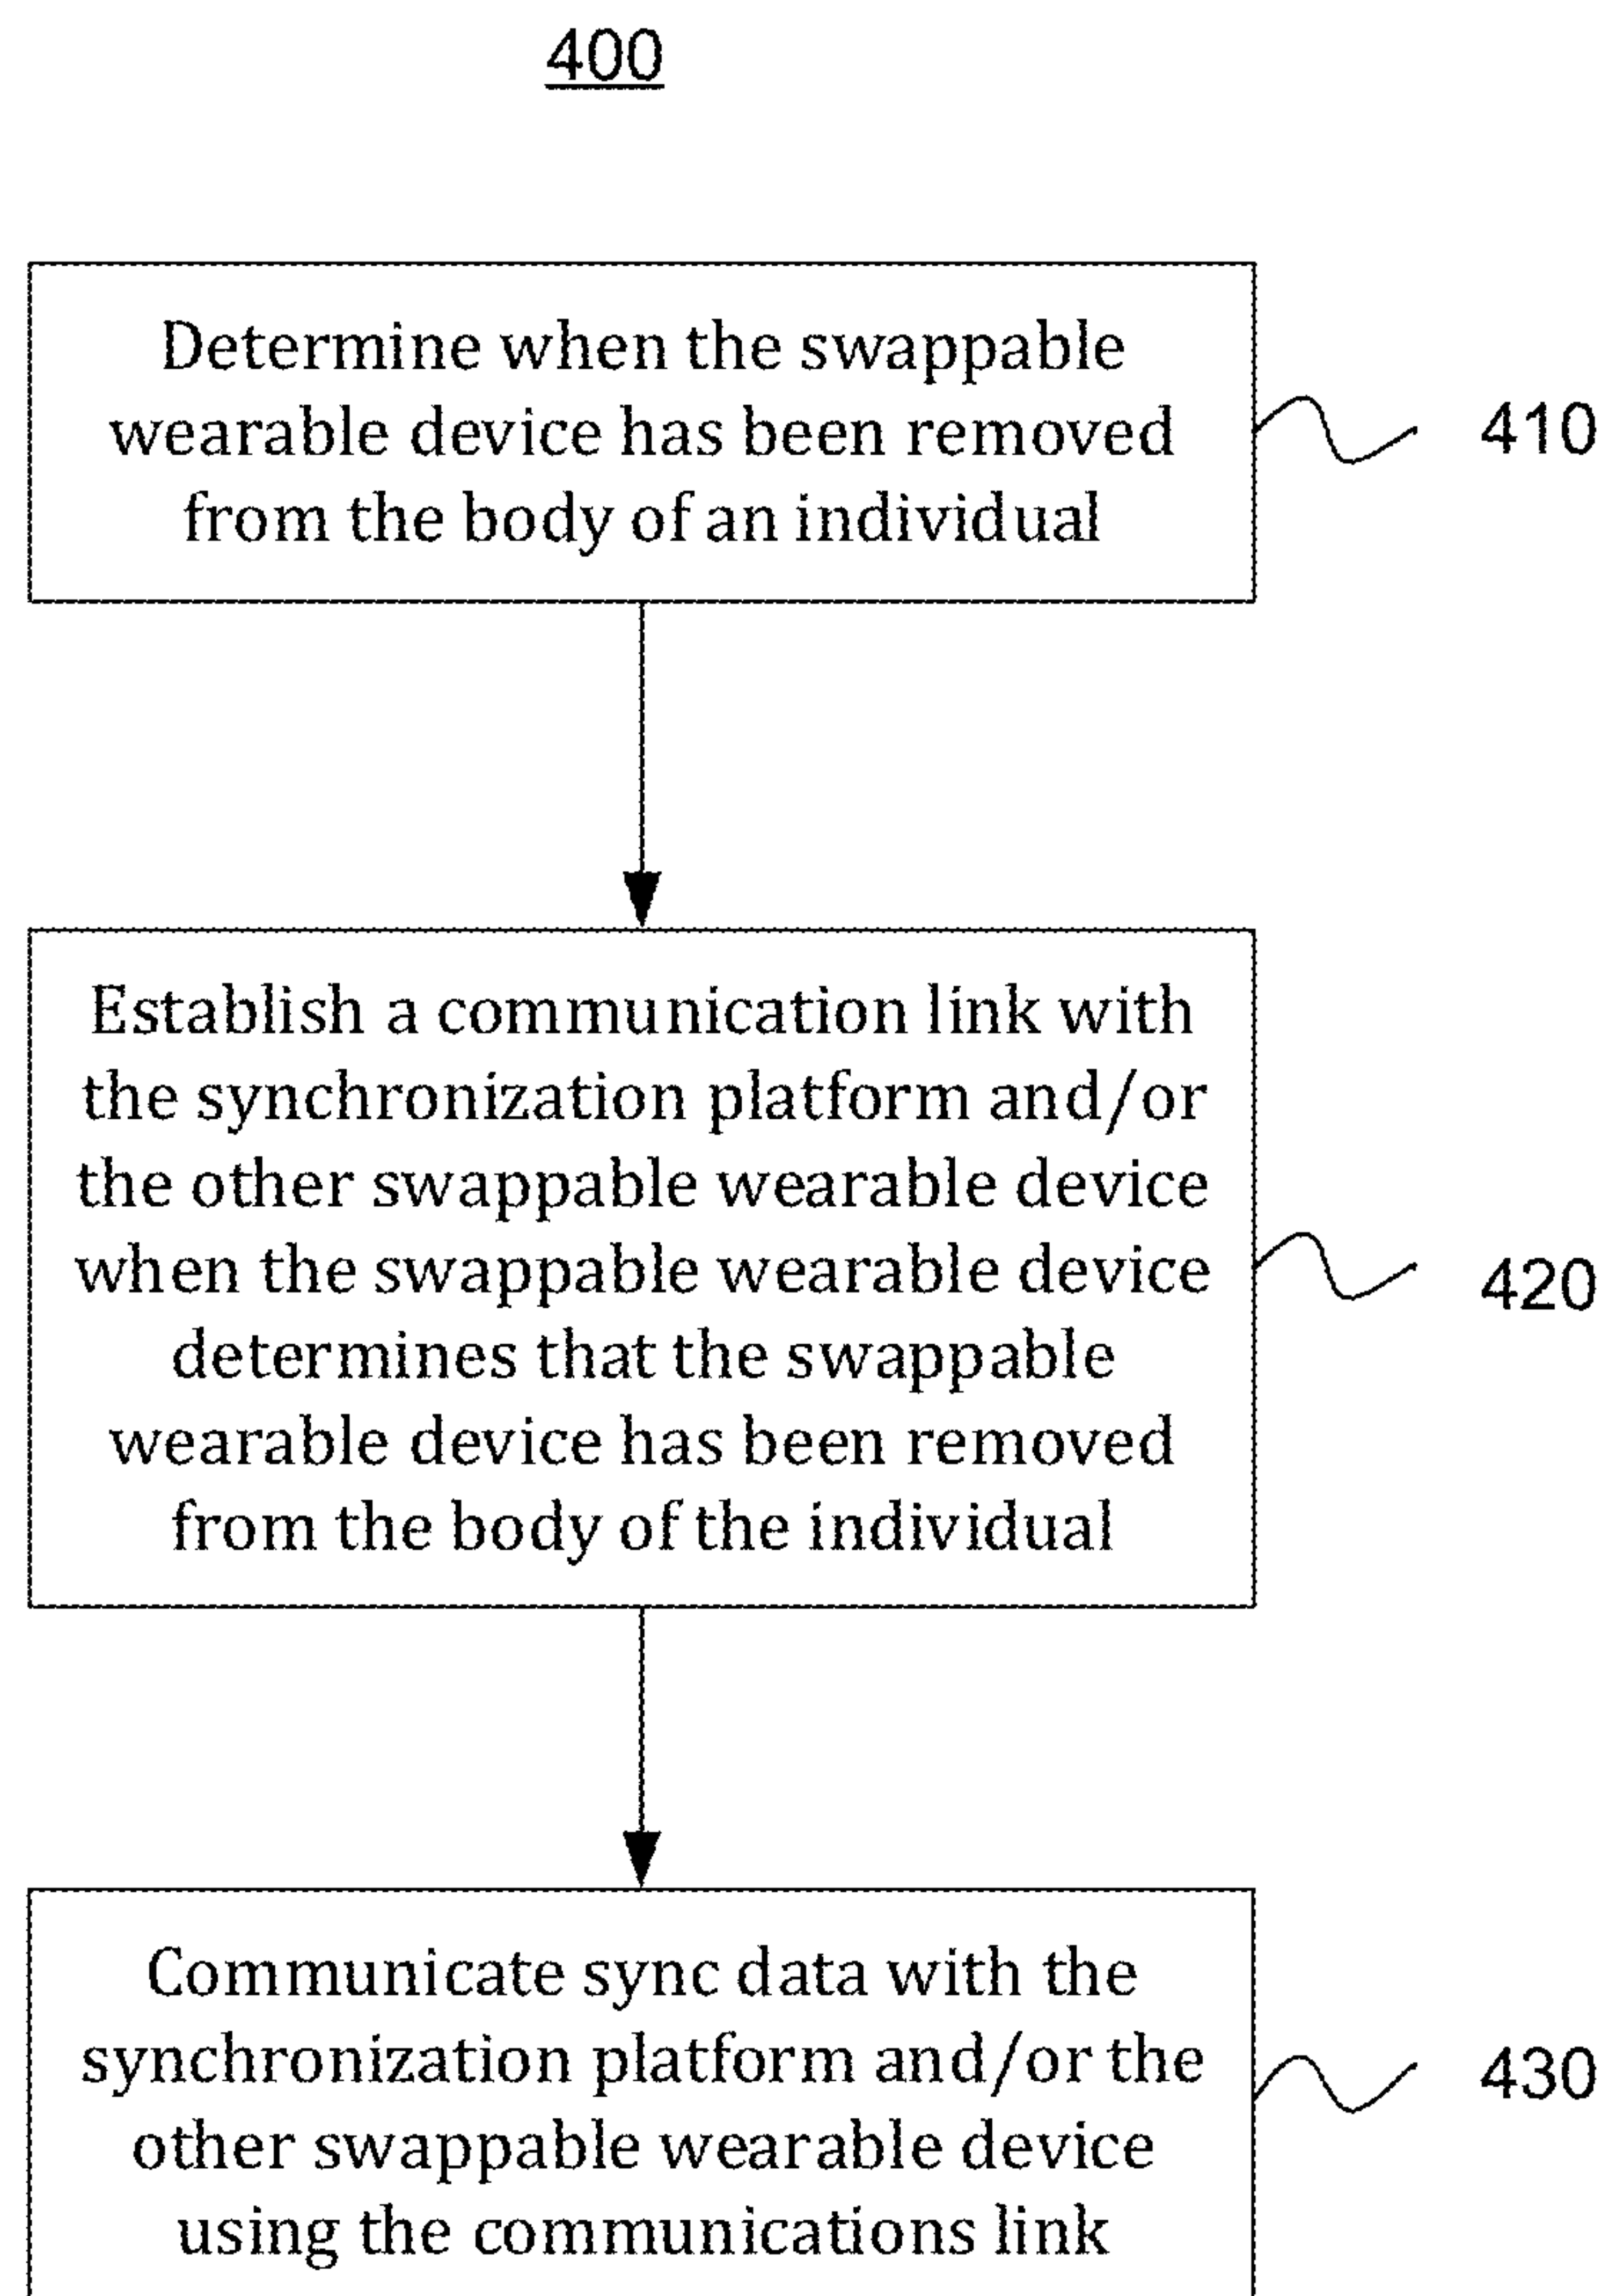 400
Determine when the swappable
wearable device has been removed
from the body of an individual
410
Establish a communication link with
the synchronization platform and/or
the other swappable wearable device
when the swappable wearable device
determines that the swappable
wearable device has been removed
from the body of the individual
420
Communicate sync data with the
synchronization platform and/or the
other swappable wearable device
using the communications link
430